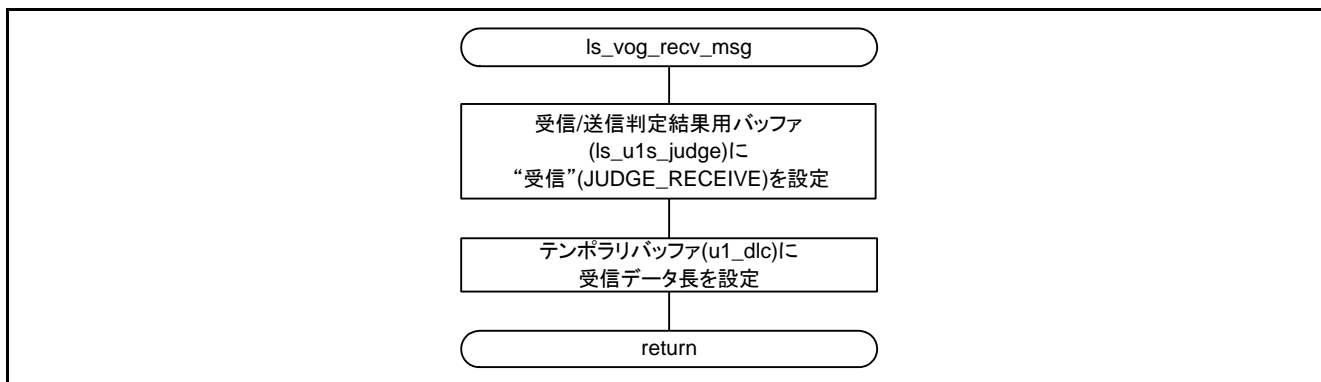 ls_vog_recv_msg
受信/送信判定結果用バッファ
(ls_u1s_judge)に
“受信”(JUDGE_RECEIVE)を設定
テンポラリバッファ(u1_dlc)に
受信データ長を設定
return